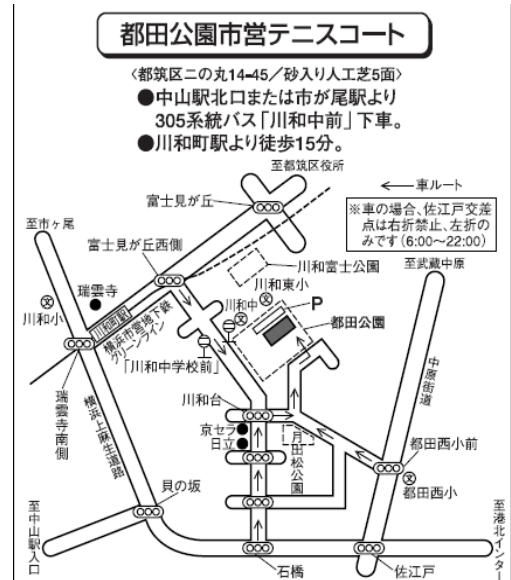 都田公園市営テニスコート
〈都筑区二の丸14-45／砂入り人工芝5面〉
●中山駅北口または市が尾駅より
305系統バス「川和中前」下車。
●川和町駅より徒歩15分。
至都筑区役所
←車ルート
※車の場合、佐江戸交差
点は右折禁止、左折の
みです(6:00〜22:00)
富士見が丘
至市ヶ尾
富士見が丘西側
川和富士公園
至武蔵中原
瑞雲寺
川和東小
文
川和中
文
P
都田公園
文
川和小
川和町駅
横浜市営地下鉄
グリーンライン
「川和中学校前」
中原街道
瑞雲寺南側
横浜上麻生道路
川和台
京セラ
日立
月出松公園
都田西小前
文
都田西小
貝の坂
至中山駅入口
石橋
佐江戸
至港北インター